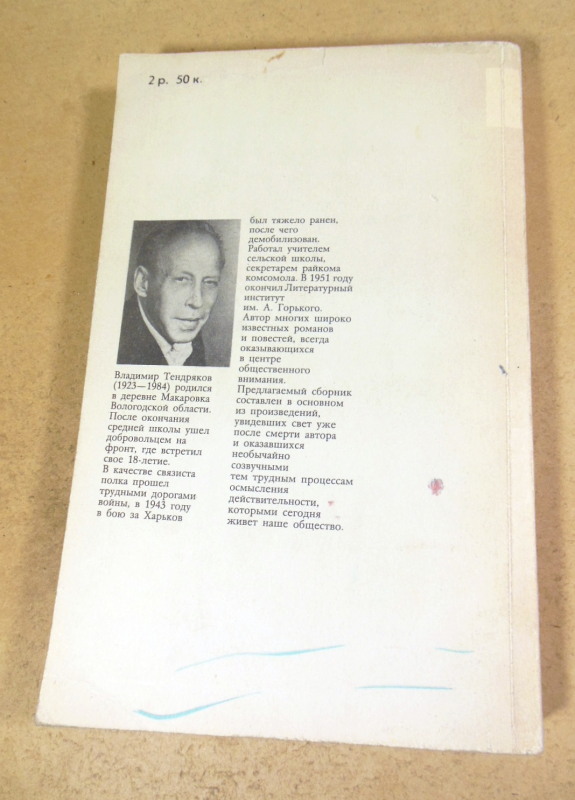 2 р. 50 к.
Владимир Тендряков
(1923—1984) родился
в деревне Макаровка
Вологодской области.
После окончания
средней школы ушел
добровольцем на
фронт, где встретил
свое 18-летие.
В качестве связиста
полка прошел
трудными дорогами
войны, в 1943 году
в бою за Харьков
был тяжело ранен,
после чего
демобилизован.
Работал учителем
сельской школы,
секретарем райкома
комсомола. В 1951 году
окончил Литературный
институт
им. А. Горького.
Автор многих широко
известных романов
и повестей, всегда
оказывающихся
в центре
общественного
внимания.
Предлагаемый сборник
составлен в основном
из произведений,
увидевших свет уже
после смерти автора
и оказавшихся
необычайно
созвучными
тем трудным процессам
осмысления
действительности,
которыми сегодня
живет наше общество.